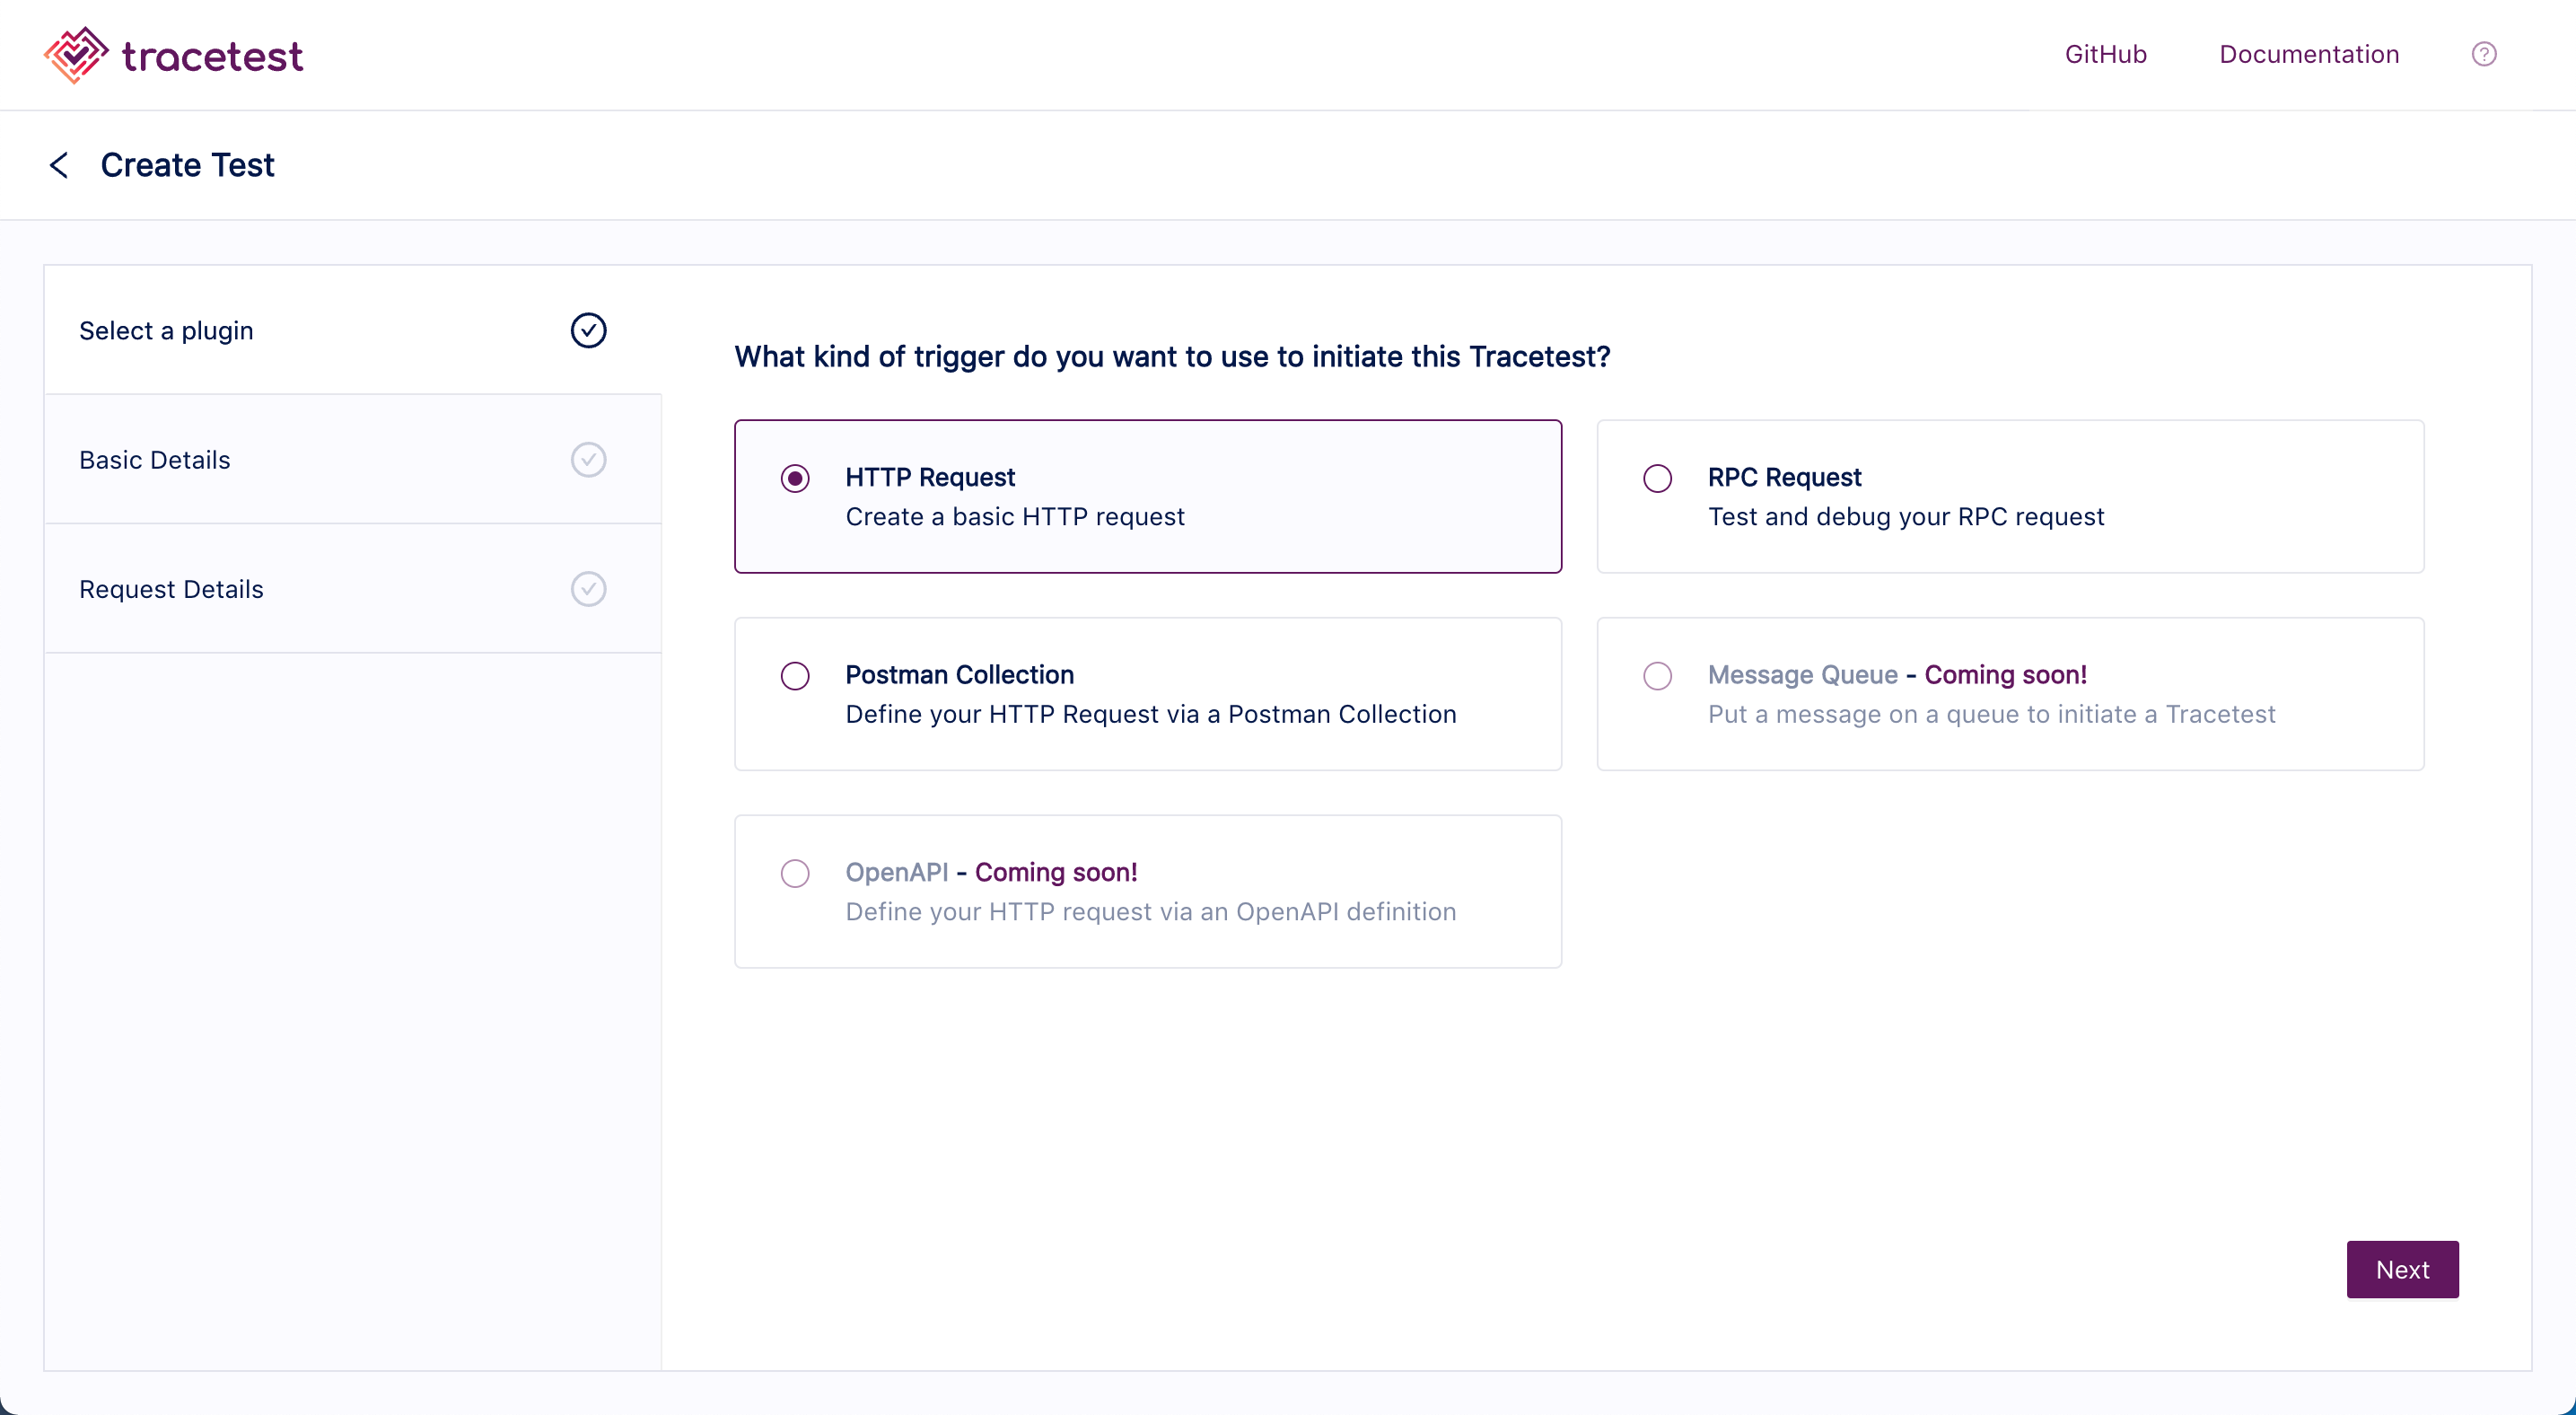 tracetest
GitHub
Documentation
?
Create Test
Select a plugin
Basic Details
Request Details
What kind of trigger do you want to use to initiate this Tracetest?
HTTP Request
Create a basic HTTP request
RPC Request
Test and debug your RPC request
Postman Collection
Define your HTTP Request via a Postman Collection
Message Queue - Coming soon!
Put a message on a queue to initiate a Tracetest
OpenAPI - Coming soon!
Define your HTTP request via an OpenAPI definition
Next